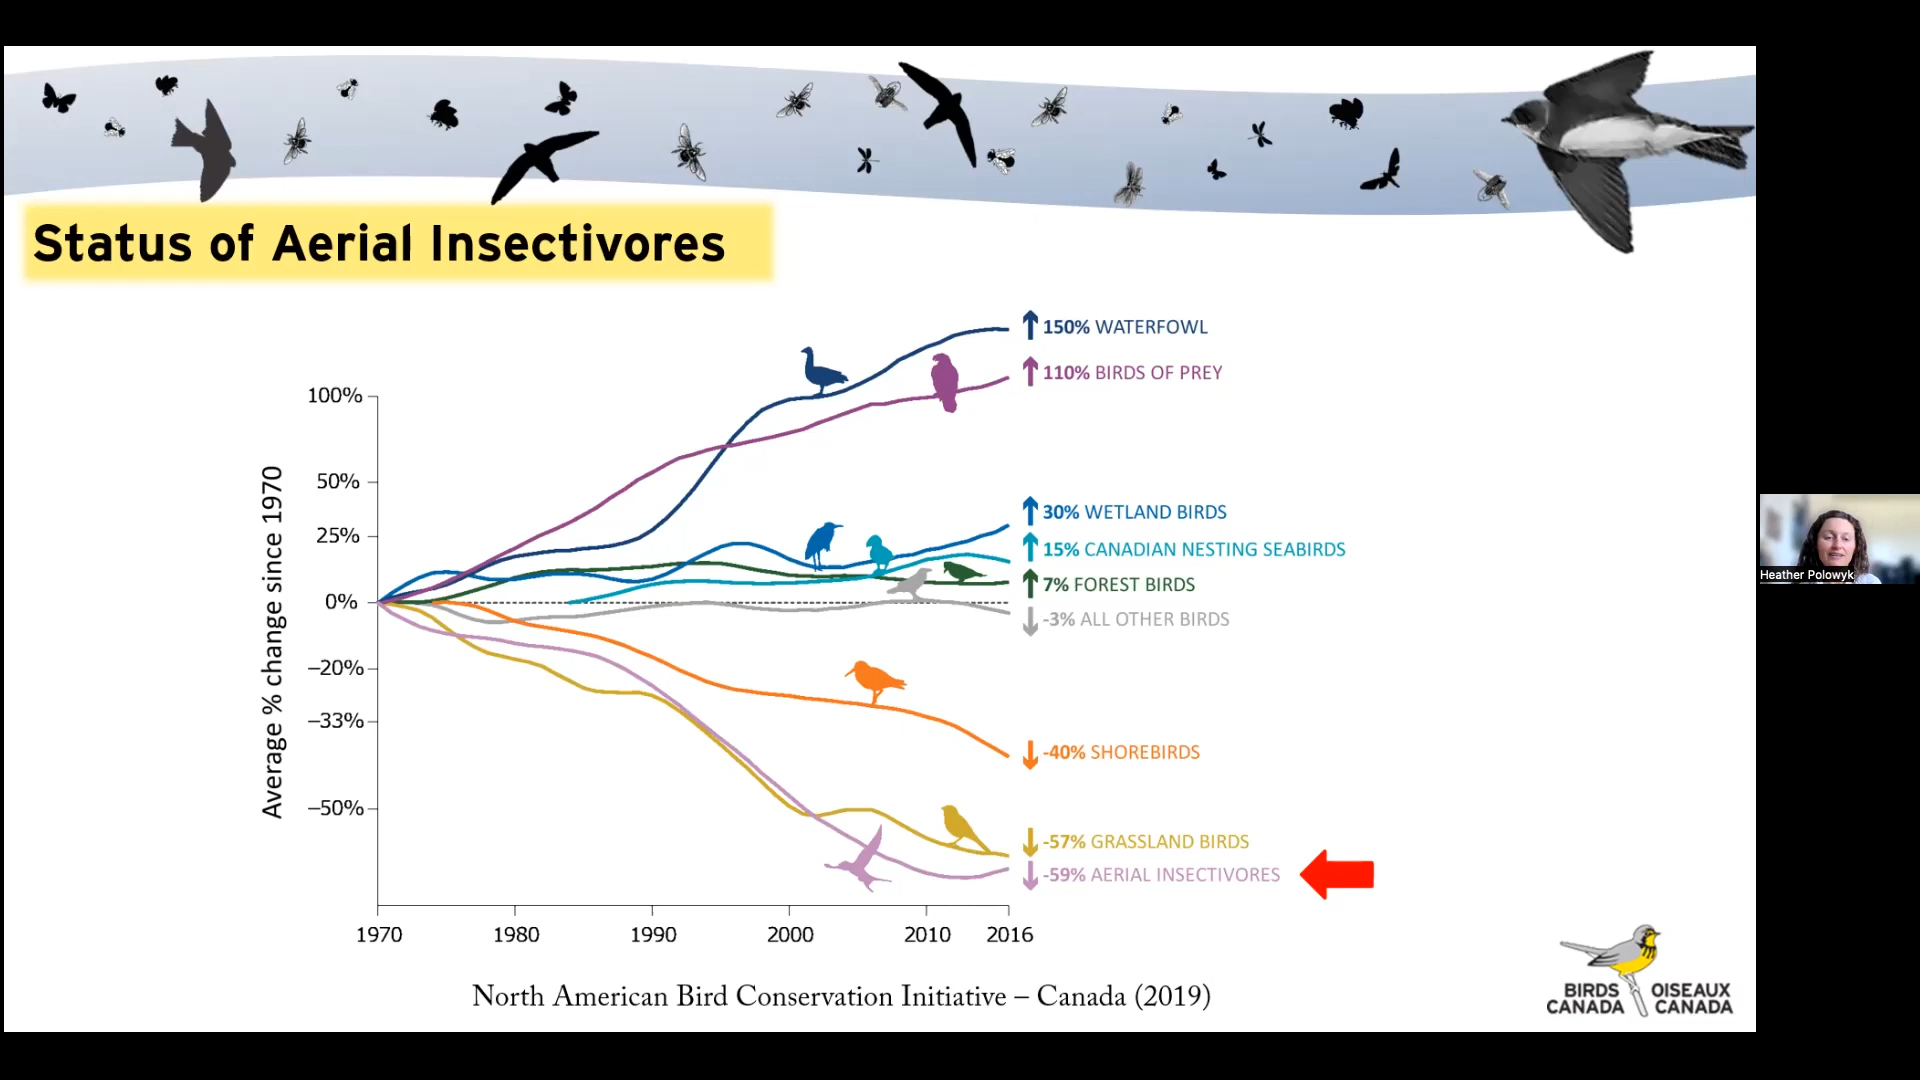 Status of Aerial Insectivores
150% WATERFOWL
110% BIRDS OF PREY
100%
50%
30% WETLAND BIRDS
25%
15% CANADIAN NESTING SEABIRDS
7% FOREST BIRDS
0%
-3% ALL OTHER BIRDS
Average % change since 1970
−20%
−33%
-40% SHOREBIRDS
−50%
-57% GRASSLAND BIRDS
-59% AERIAL INSECTIVORES
1970 1980 1990 2000 2010 2016
North American Bird Conservation Initiative – Canada (2019)
BIRDS OISEAUX
CANADA CANADA
Heather Polowyk